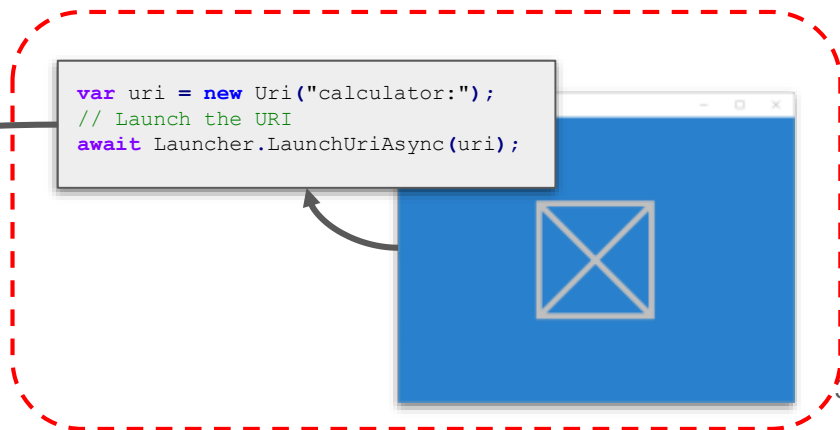 var uri = new Uri("calculator:");
// Launch the URI
await Launcher.LaunchUriAsync(uri);